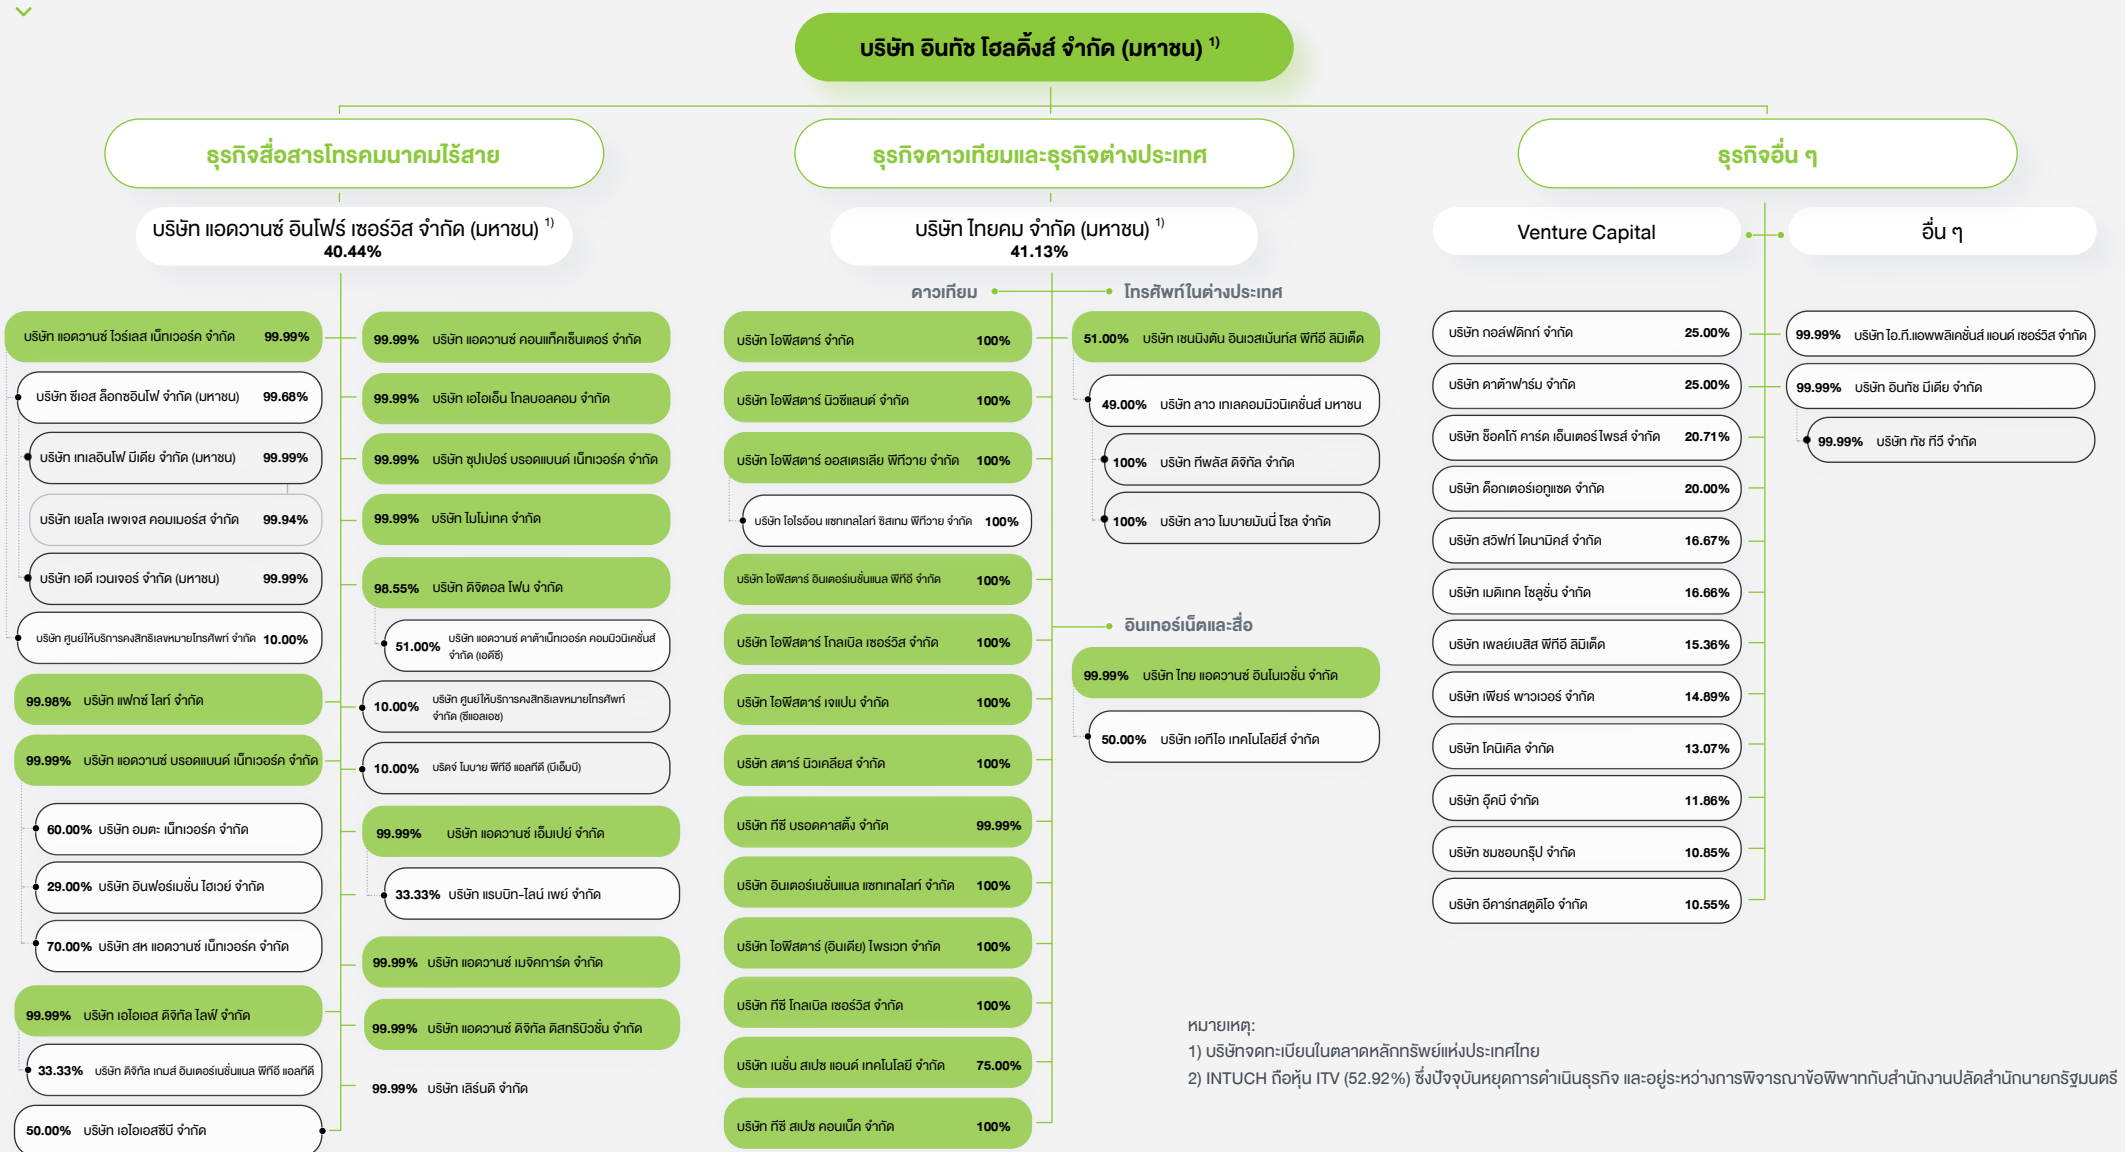 บริษัท อินทัช โฮลดิ้งส์ จำกัด (มหาชน) 1)
ธุรกิจสื่อสารโทรคมนาคมไร้สาย
บริษัท แอดวานซ์ อินโฟร์ เซอร์วิส จำกัด (มหาชน) 1)
40.44%
บริษัท แอดวานซ์ ไวร์เลส เน็ทเวอร์ค จำกัด 99.99%
บริษัท ซีเอส ล็อกซอินโฟ จำกัด (มหาชน) 99.68%
บริษัท เทเลอินโฟ มีเดีย จำกัด (มหาชน) 99.99%
บริษัท เยลโล เพจเจส คอมเมอร์ส จำกัด 99.94%
บริษัท เอดี เวนเจอร์ จำกัด (มหาชน) 99.99%
บริษัท ศูนย์ให้บริการคงสิทธิเลขหมายโทรศัพท์ จำกัด 10.00%
99.98% บริษัท แฟกซ์ ไลท์ จำกัด
99.99% บริษัท แอดวานซ์ บรอดแบนด์ เน็ทเวอร์ค จำกัด
60.00% บริษัท อมตะ เน็ทเวอร์ค จำกัด
29.00% บริษัท อินฟอร์เมชั่น ไฮเวย์ จำกัด
70.00% บริษัท สห แอดวานซ์ เน็ทเวอร์ค จำกัด
99.99% บริษัท เอไอเอส ดิจิทัล ไลฟ์ จำกัด
33.33% บริษัท ดิจิทัล เกมส์ อินเตอร์เนชั่นแนล พีทีอี แอลทีดี
50.00% บริษัท เอไอเอสซีบี จำกัด
99.99% บริษัท แอดวานซ์ คอนแท็คเซ็นเตอร์ จำกัด
99.99% บริษัท เอไอเอ็น โกลบอลคอม จำกัด
99.99% บริษัท ซุปเปอร์ บรอดแบนด์ เน็ทเวอร์ค จำกัด
99.99% บริษัท ไมโม่เทค จำกัด
98.55% บริษัท ดิจิตอล โฟน จำกัด
51.00% บริษัท แอดวานซ์ ดาต้าเน็ทเวอร์ค คอมมิวนิเคชั่นส์
จำกัด (เอดีซี)
10.00% บริษัท ศูนย์ให้บริการคงสิทธิเลขหมายโทรศัพท์
จำกัด (ซีแอลเอช)
10.00% บริดจ์ โมบาย พีทีอี แอลทีดี (บีเอ็มบี)
99.99% บริษัท แอดวานซ์ เอ็มเปย์ จำกัด
33.33% บริษัท แรบบิท-ไลน์ เพย์ จำกัด
99.99% บริษัท แอดวานซ์ เมจิคการ์ด จำกัด
99.99% บริษัท แอดวานซ์ ดิจิทัล ดิสทริบิวชั่น จำกัด
99.99% บริษัท เลิร์นดิ จำกัด
ธุรกิจดาวเทียมและธุรกิจต่างประเทศ
บริษัท ไทยคม จำกัด (มหาชน) 1)
41.13%
ดาวเทียม
บริษัท ไอพีสตาร์ จำกัด 100%
บริษัท ไอพีสตาร์ นิวซีแลนด์ จำกัด 100%
บริษัท ไอพีสตาร์ ออสเตรเลีย พีทีวาย จำกัด 100%
บริษัท โอไรอ้อน แซทเทลไลท์ ซิสเทม พีทีวาย จำกัด 100%
บริษัท ไอพีสตาร์ อินเตอร์เนชั่นแนล พีทีอี จำกัด 100%
บริษัท ไอพีสตาร์ โกลเบิล เซอร์วิส จำกัด 100%
บริษัท ไอพีสตาร์ เจแปน จำกัด 100%
บริษัท สตาร์ นิวเคลียส จำกัด 100%
บริษัท ทีซี บรอดคาสติ้ง จำกัด 99.99%
บริษัท อินเตอร์เนชั่นแนล แซทเทลไลท์ จำกัด 100%
บริษัท ไอพีสตาร์ (อินเดีย) ไพรเวท จำกัด 100%
บริษัท ทีซี โกลเบิล เซอร์วิส จำกัด 100%
บริษัท เนชั่น สเปซ แอนด์ เทคโนโลยี จำกัด 75.00%
บริษัท ทีซี สเปซ คอนเน็ค จำกัด 100%
โทรศัพท์ในต่างประเทศ
51.00% บริษัท เชนนิงตัน อินเวสเม้นท์ส พีทีอี ลิมิเต็ด
49.00% บริษัท ลาว เทเลคอมมิวนิเคชั่นส์ มหาชน
100% บริษัท ทีพลัส ดิจิทัล จำกัด
100% บริษัท ลาว โมบายมันนี่ โซล จำกัด
อินเทอร์เน็ตและสื่อ
99.99% บริษัท ไทย แอดวานซ์ อินโนเวชั่น จำกัด
50.00% บริษัท เอทีไอ เทคโนโลยีส์ จำกัด
ธุรกิจอื่น ๆ
Venture Capital
บริษัท กอล์ฟดิกก์ จำกัด 25.00%
บริษัท ดาต้าฟาร์ม จำกัด 25.00%
บริษัท ช็อคโก้ คาร์ด เอ็นเตอร์ไพรส์ จำกัด 20.71%
บริษัท ด็อกเตอร์เอทูแซด จำกัด 20.00%
บริษัท สวิฟท์ ไดนามิคส์ จำกัด 16.67%
บริษัท เมดิเทค โซลูชั่น จำกัด 16.66%
บริษัท เพลย์เบสิส พีทีอี ลิมิเต็ด 15.36%
บริษัท เพียร์ พาวเวอร์ จำกัด 14.89%
บริษัท โคนิเคิล จำกัด 13.07%
บริษัท อุ๊คบี จำกัด 11.86%
บริษัท ชมชอบกรุ๊ป จำกัด 10.85%
บริษัท อีคาร์ทสตูดิโอ จำกัด 10.55%
อื่น ๆ
99.99% บริษัท ไอ.ที.แอพพลิเคชั่นส์ แอนด์ เซอร์วิส จำกัด
99.99% บริษัท อินทัช มีเดีย จำกัด
99.99% บริษัท ทัช ทีวี จำกัด
หมายเหตุ:
1) บริษัทจดทะเบียนในตลาดหลักทรัพย์แห่งประเทศไทย
2) INTUCH ถือหุ้น ITV (52.92%) ซึ่งปัจจุบันหยุดการดำเนินธุรกิจ และอยู่ระหว่างการพิจารณาข้อพิพาทกับสำนักงานปลัดสำนักนายกรัฐมนตรี